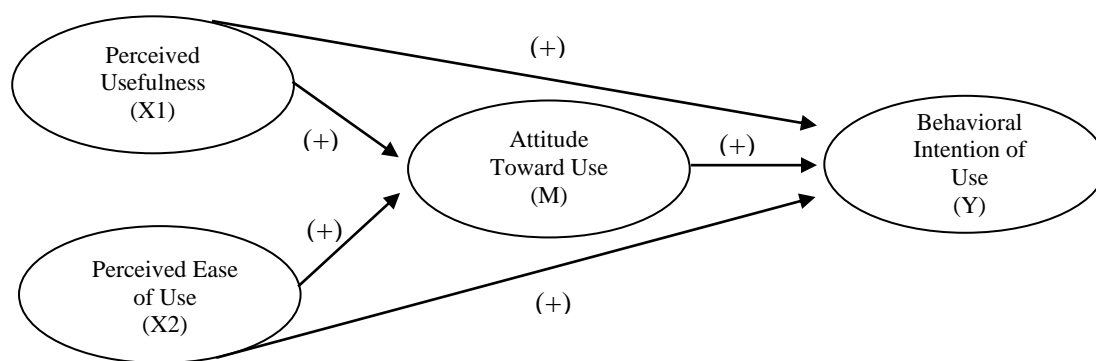 Perceived
Usefulness
(X1)
(+)
(+)
Attitude
Toward Use
(M)
(+)
Behavioral
Intention of
Use
(Y)
(+)
Perceived Ease
of Use
(X2)
(+)